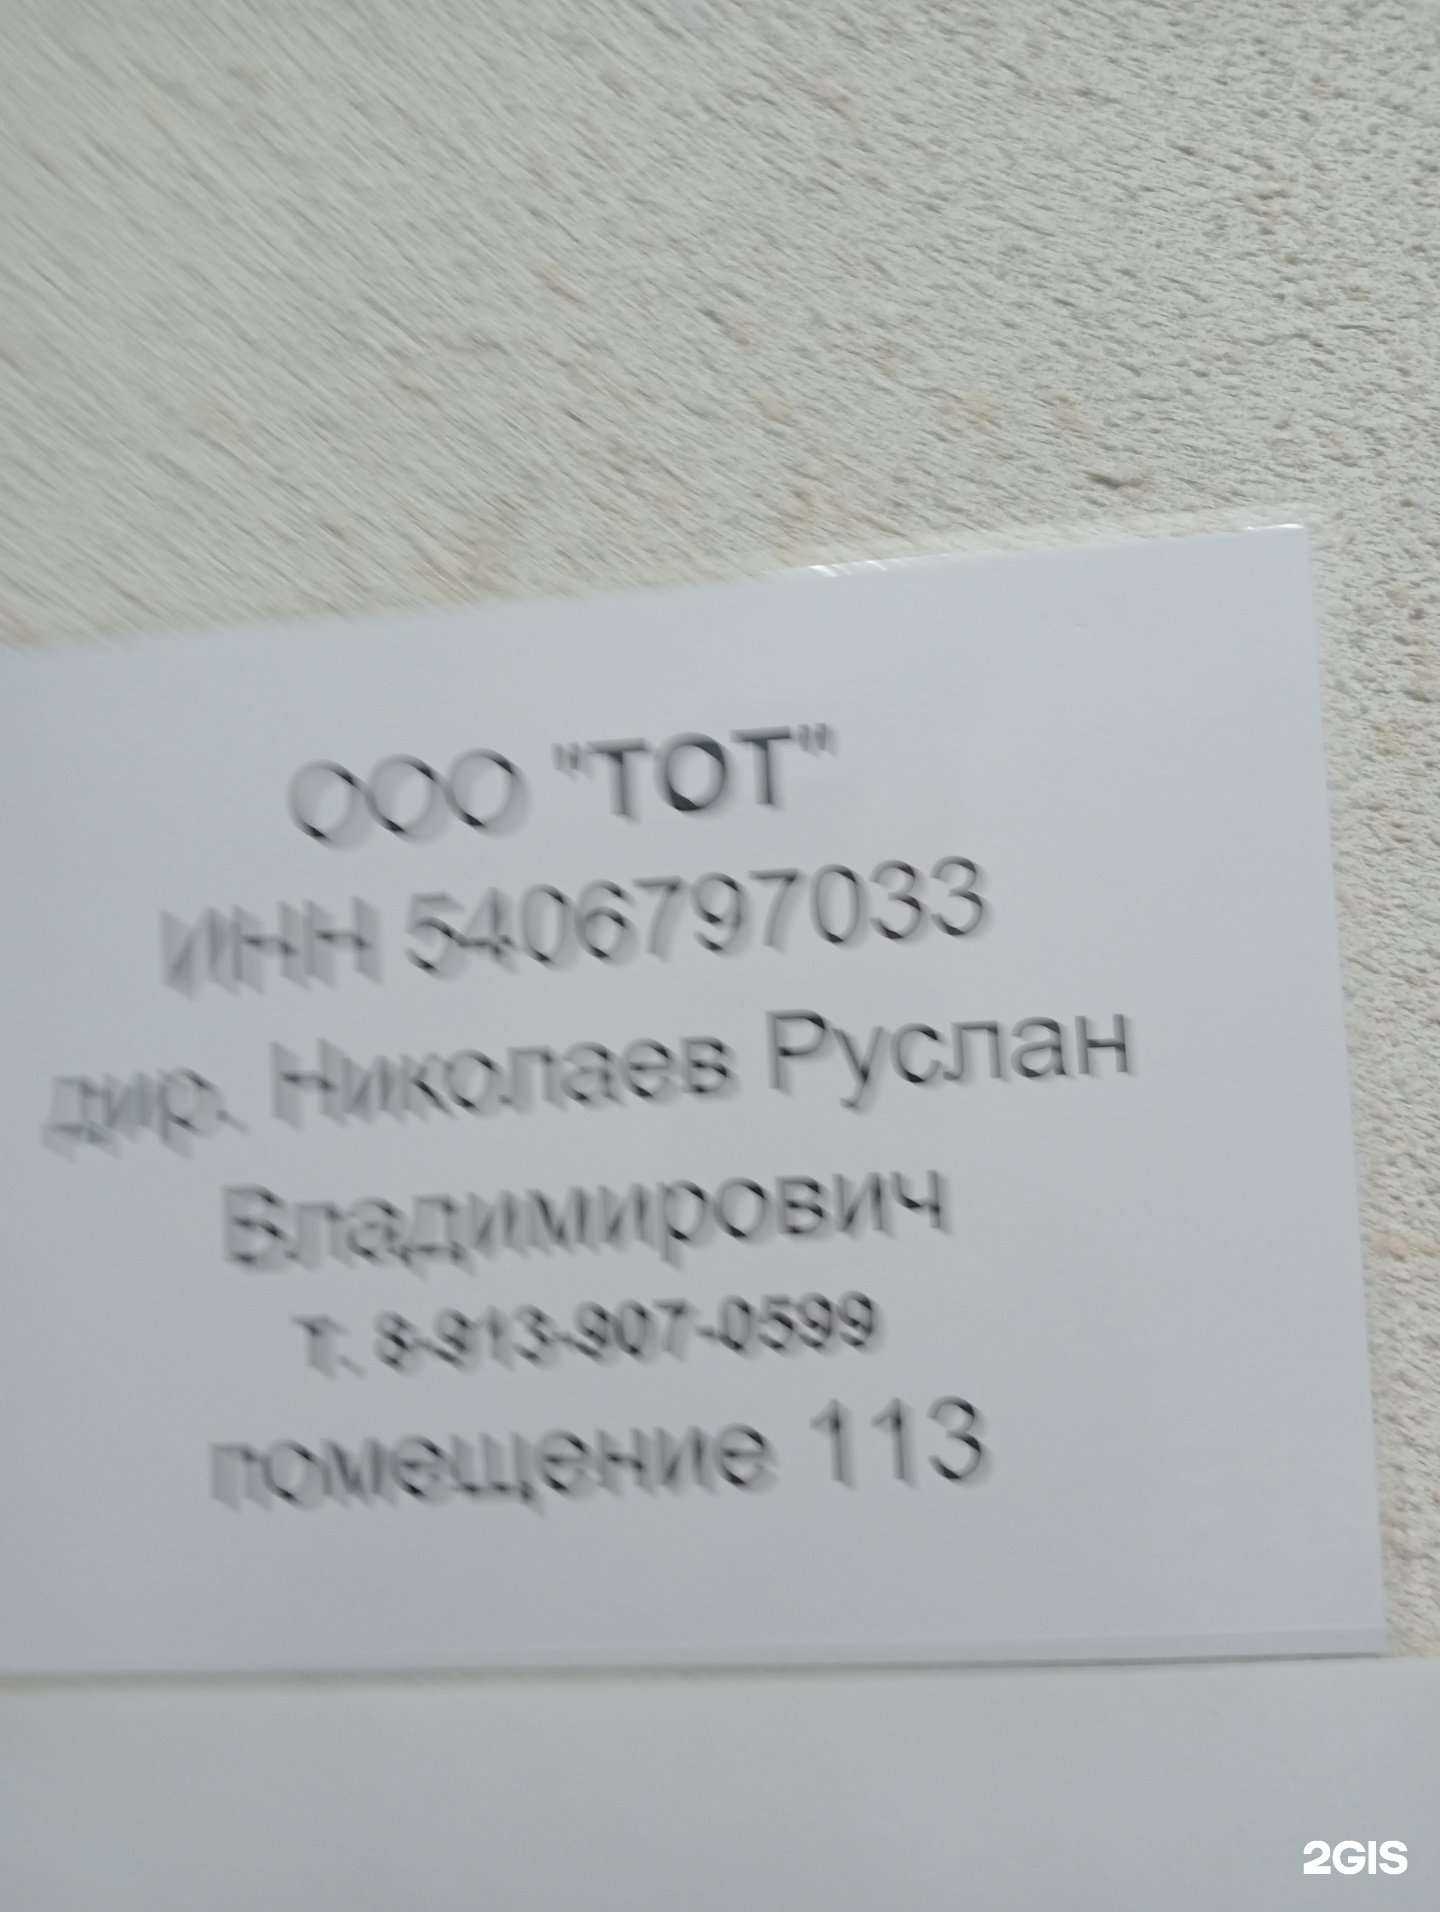 ООО "ТОТ"
ИНН 5406797033
дир. Николаев Руслан
Владимирович
т. 8-913-907-0599
помещение 113
2GIS